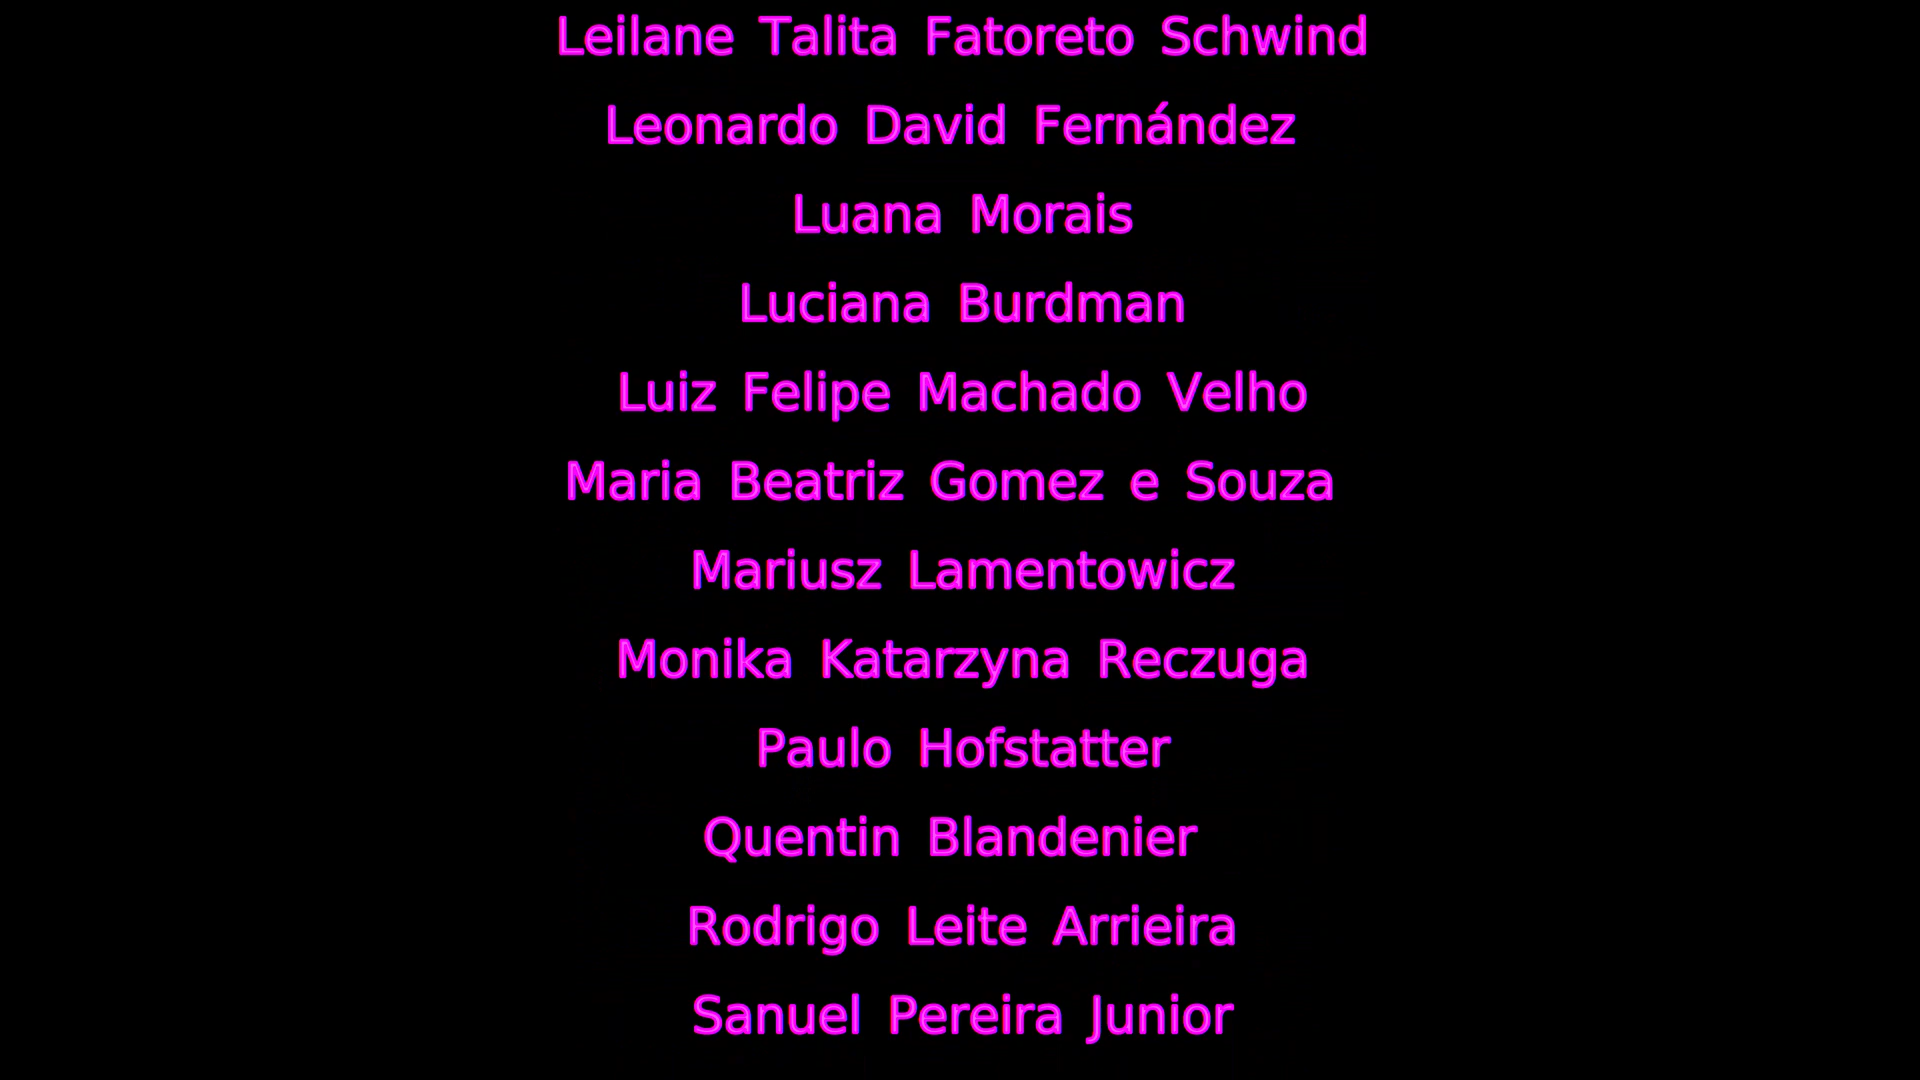 Leilane Talita Fatoreto Schwind
Leonardo David Fernández
Luana Morais
Luciana Burdman
Luiz Felipe Machado Velho
Maria Beatriz Gomez e Souza
Mariusz Lamentowicz
Monika Katarzyna Reczuga
Paulo Hofstatter
Quentin Blandenier
Rodrigo Leite Arrieira
Sanuel Pereira Junior